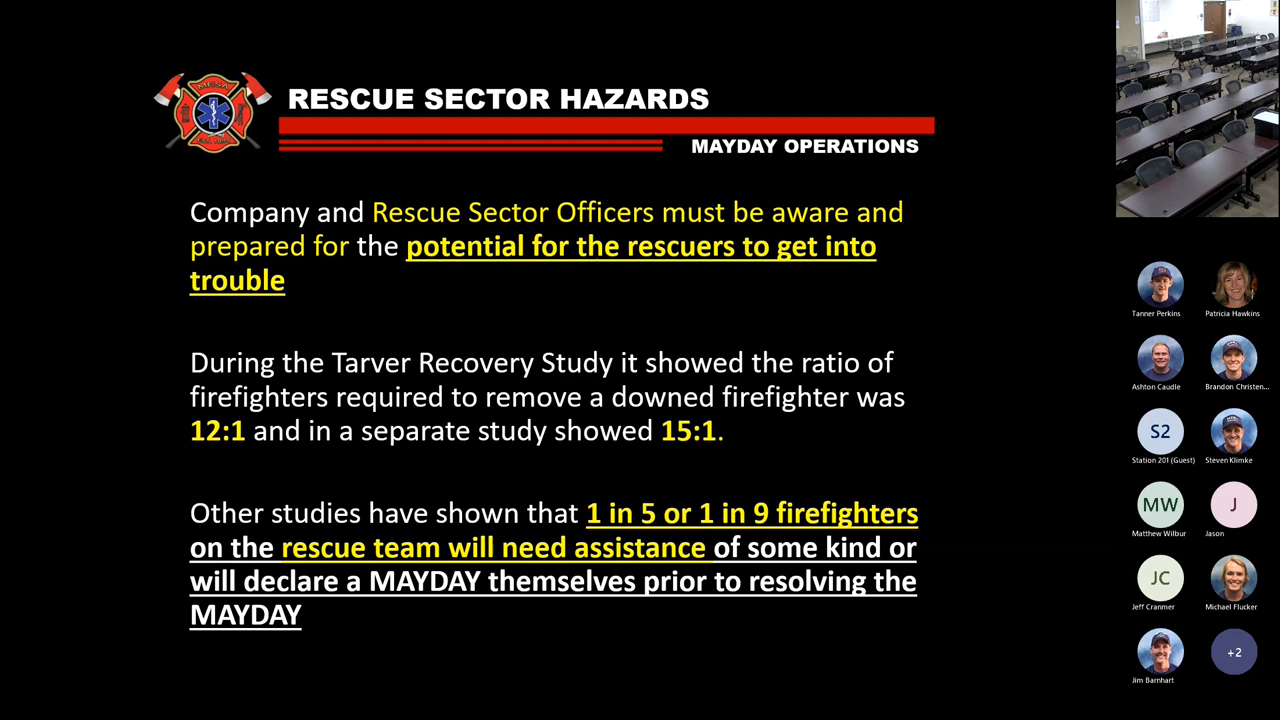 MESA
RESCUE SECTOR HAZARDS
MAYDAY OPERATIONS
Company and Rescue Sector Officers must be aware and
prepared for the potential for the rescuers to get into
trouble
During the Tarver Recovery Study it showed the ratio of
firefighters required to remove a downed firefighter was
12:1 and in a separate study showed 15:1.
Other studies have shown that 1 in 5 or 1 in 9 firefighters
on the rescue team will need assistance of some kind or
will declare a MAYDAY themselves prior to resolving the
MAYDAY
Tanner Perkins
Patricia Hawkins
Ashton Caudle
Brandon Christen...
S2
Station 201 (Guest)
Steven Klimke
MW
Matthew Wilbur
J
Jason
JC
Jeff Cranmer
Michael Flucker
Jim Barnhart
+2